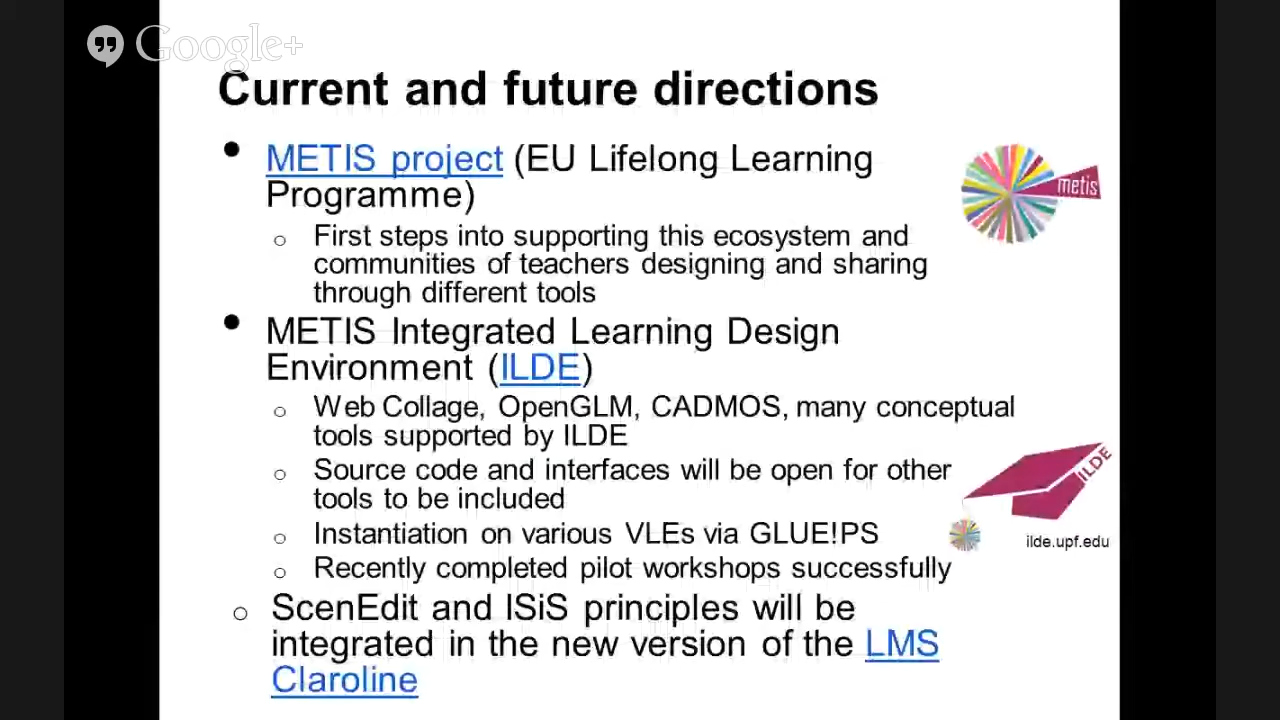 Google+
Current and future directions
• METIS project (EU Lifelong Learning
Programme)
o First steps into supporting this ecosystem and
communities of teachers designing and sharing
through different tools
metis
• METIS Integrated Learning Design
Environment (ILDE)
o Web Collage, OpenGLM, CADMOS, many conceptual
tools supported by ILDE
o Source code and interfaces will be open for other
tools to be included
ILDE
o Instantiation on various VLEs via GLUE!PS
ilde.upf.edu
o Recently completed pilot workshops successfully
o ScenEdit and ISiS principles will be
integrated in the new version of the LMS
Claroline